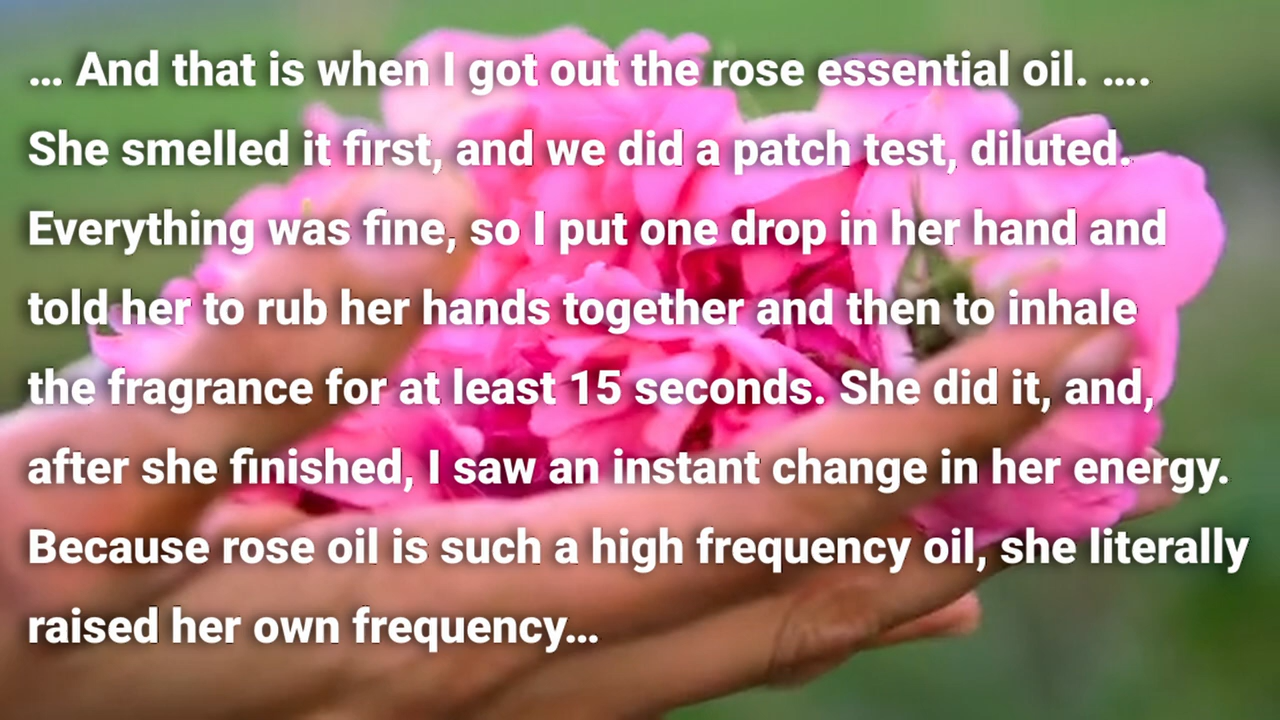 … And that is when I got out the rose essential oil. ….
She smelled it first, and we did a patch test, diluted.
Everything was fine, so I put one drop in her hand and
told her to rub her hands together and then to inhale
the fragrance for at least 15 seconds. She did it, and,
after she finished, I saw an instant change in her energy.
Because rose oil is such a high frequency oil, she literally
raised her own frequency…